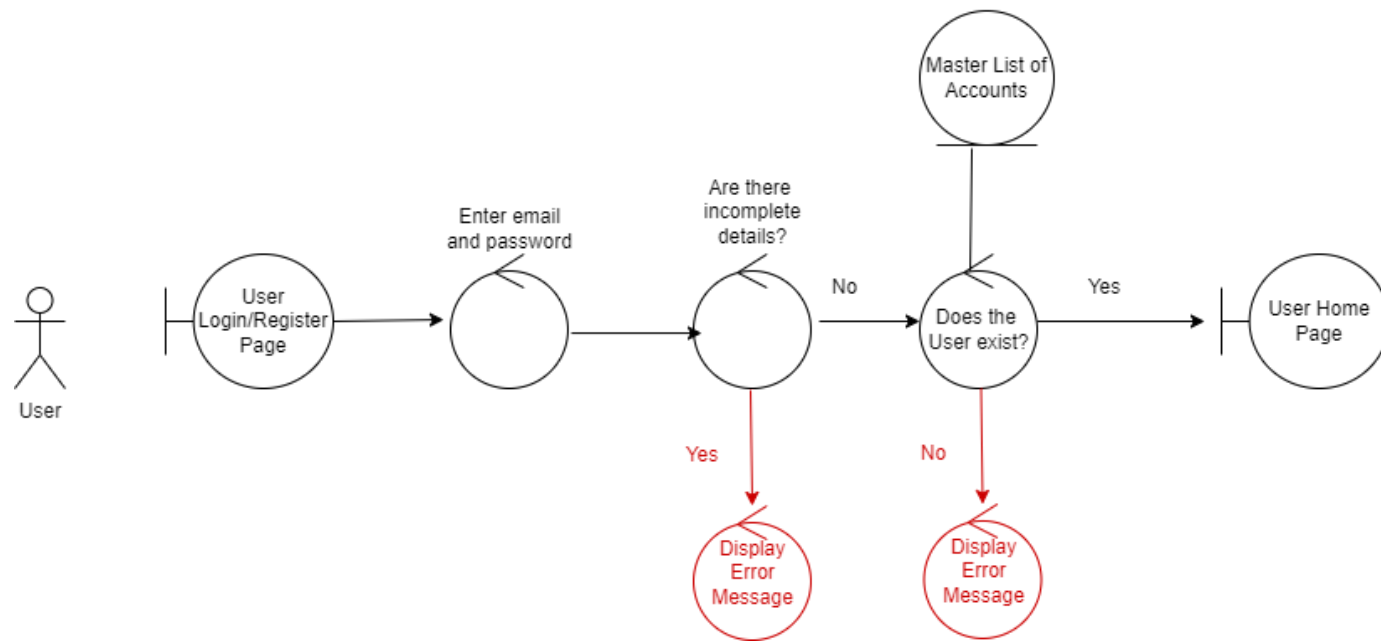 Master List of
Accounts
Are there
incomplete
details?
Enter email
and password
User
Login/Register
Page
No
Does the
User exist?
Yes
User Home
Page
User
Yes
No
Display
Error
Message
Display
Error
Message